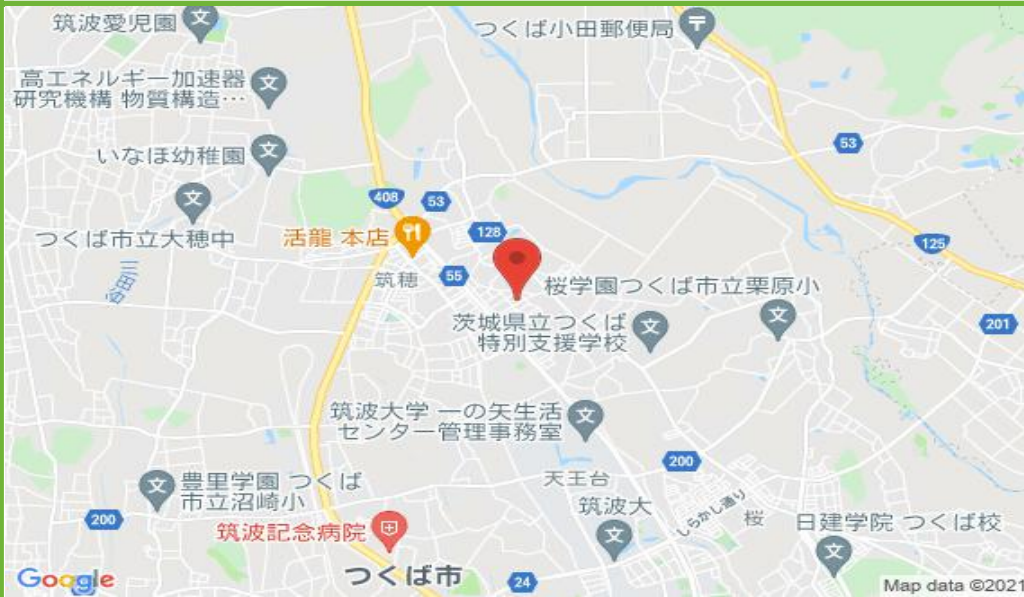 筑波愛児園
つくば小田郵便局
高エネルギー加速器
研究機構 物質構造…
53
いなほ幼稚園
408
53
つくば市立大穂中
活龍 本店
128
125
筑穂
55
桜学園つくば市立栗原小
茨城県立つくば
特別支援学校
201
筑波大学 一の矢生活
センター管理事務室
200
天王台
豊里学園 つくば
市立沼崎小
筑波大
しらかし通り
桜
200
筑波記念病院
日建学院 つくば校
つくば市
24
Google
Map data ©2021